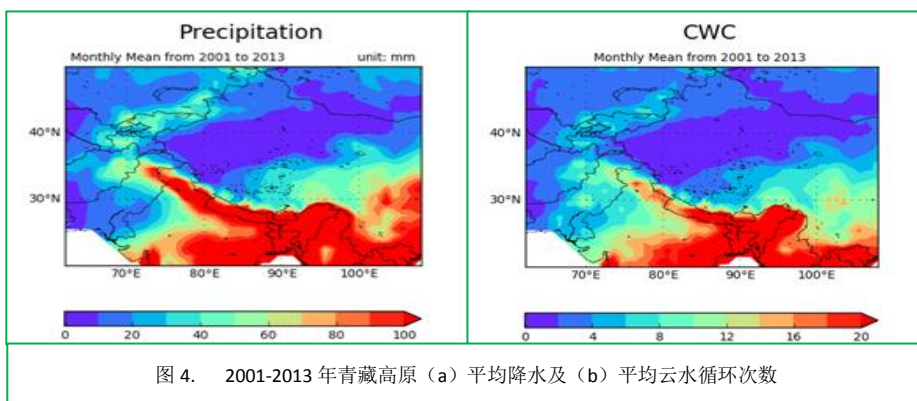 Precipitation
Monthly Mean from 2001 to 2013 unit: mm
40°N
30°N
70°E 80°E 90°E 100°E
0 20 40 60 80 100
CWC
Monthly Mean from 2001 to 2013
40°N
30°N
70°E 80°E 90°E 100°E
0 4 8 12 16 20
图 4. 2001-2013 年青藏高原（a）平均降水及（b）平均云水循环次数